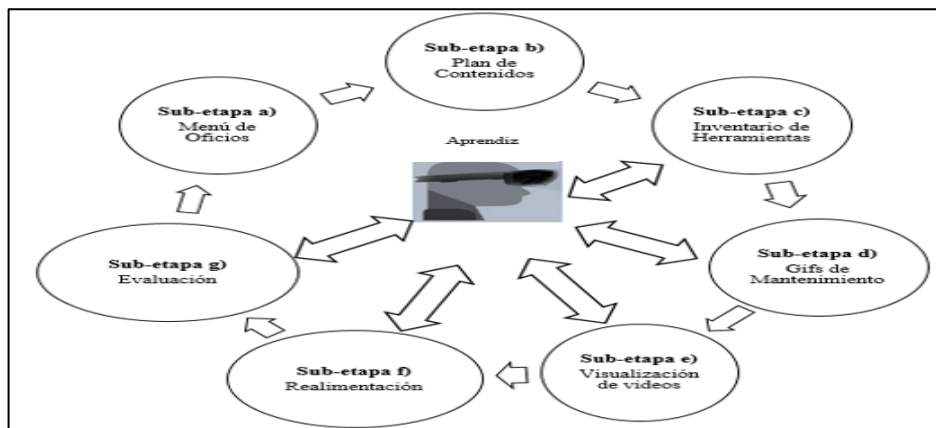 Sub-etapa b)
Plan de
Contenidos
Sub-etapa a)
Menú de
Oficios
Sub-etapa c)
Inventario de
Herramientas
Aprendiz
Sub-etapa g)
Evaluación
Sub-etapa d)
Gifs de
Mantenimiento
Sub-etapa f)
Realimentación
Sub-etapa e)
Visualización
de videos